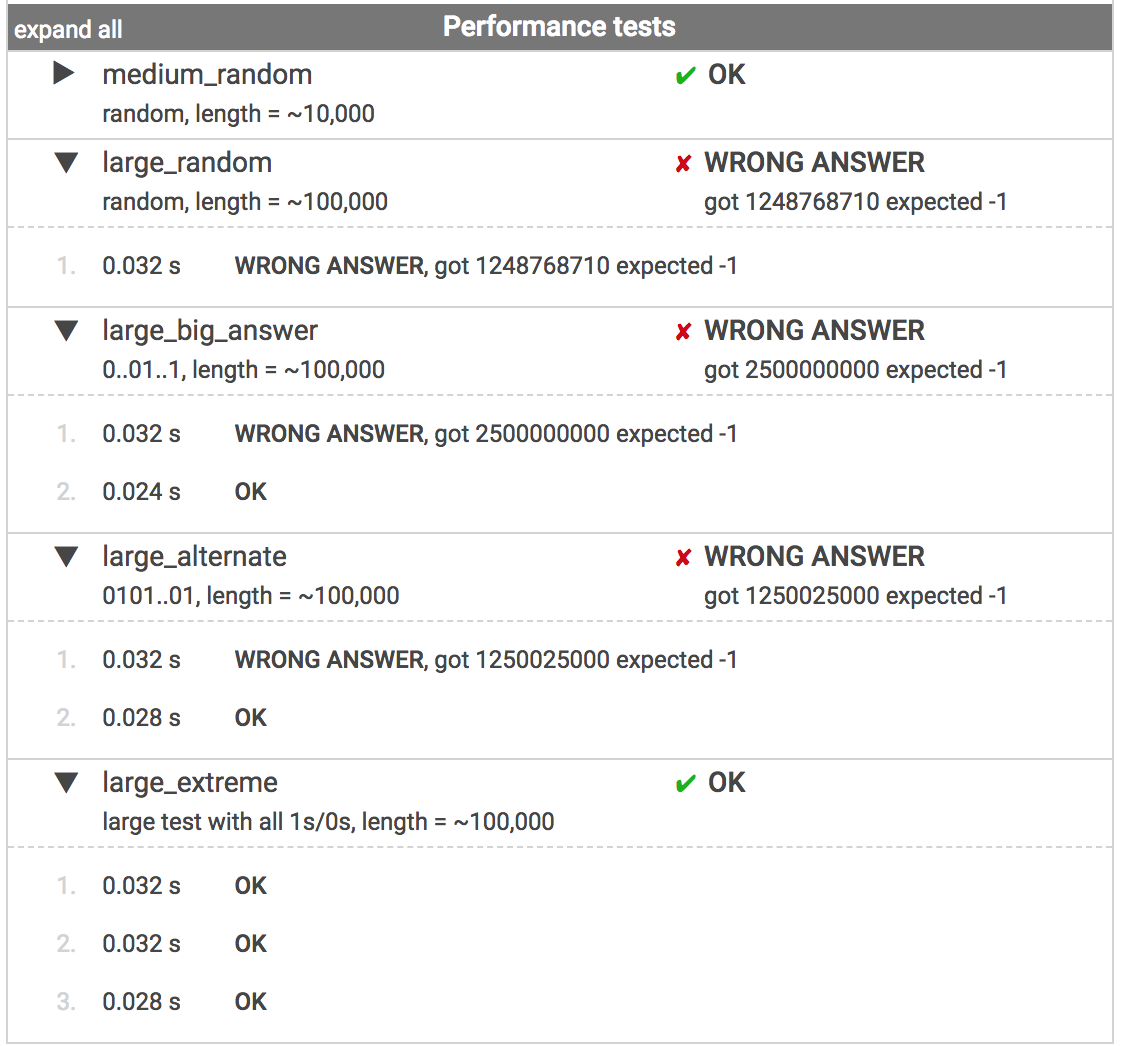 expand all Performance tests
medium_random ✔ OK
random, length = ~10,000
large_random ✘ WRONG ANSWER
random, length = ~100,000 got 1248768710 expected -1
1. 0.032 s WRONG ANSWER, got 1248768710 expected -1
large_big_answer ✘ WRONG ANSWER
0..01..1, length = ~100,000 got 2500000000 expected -1
1. 0.032 s WRONG ANSWER, got 2500000000 expected -1
2. 0.024 s OK
large_alternate ✘ WRONG ANSWER
0101..01, length = ~100,000 got 1250025000 expected -1
1. 0.032 s WRONG ANSWER, got 1250025000 expected -1
2. 0.028 s OK
large_extreme ✔ OK
large test with all 1s/0s, length = ~100,000
1. 0.032 s OK
2. 0.032 s OK
3. 0.028 s OK